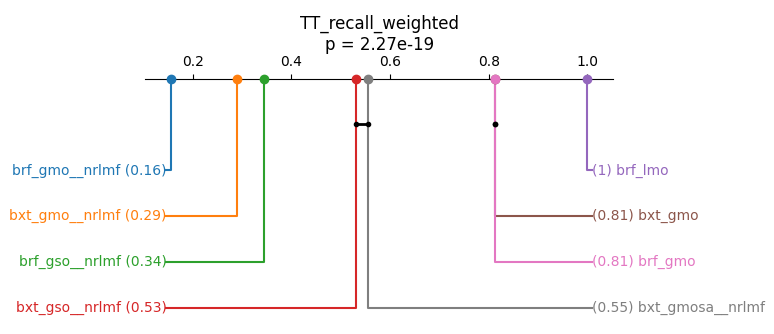 TT_recall_weighted
p = 2.27e-19
0.2 0.4 0.6 0.8 1.0
brf_gmo__nrlmf (0.16) (1) brf_lmo
bxt_gmo__nrlmf (0.29) (0.81) bxt_gmo
brf_gso__nrlmf (0.34) (0.81) brf_gmo
bxt_gso__nrlmf (0.53) (0.55) bxt_gmosa__nrlmf